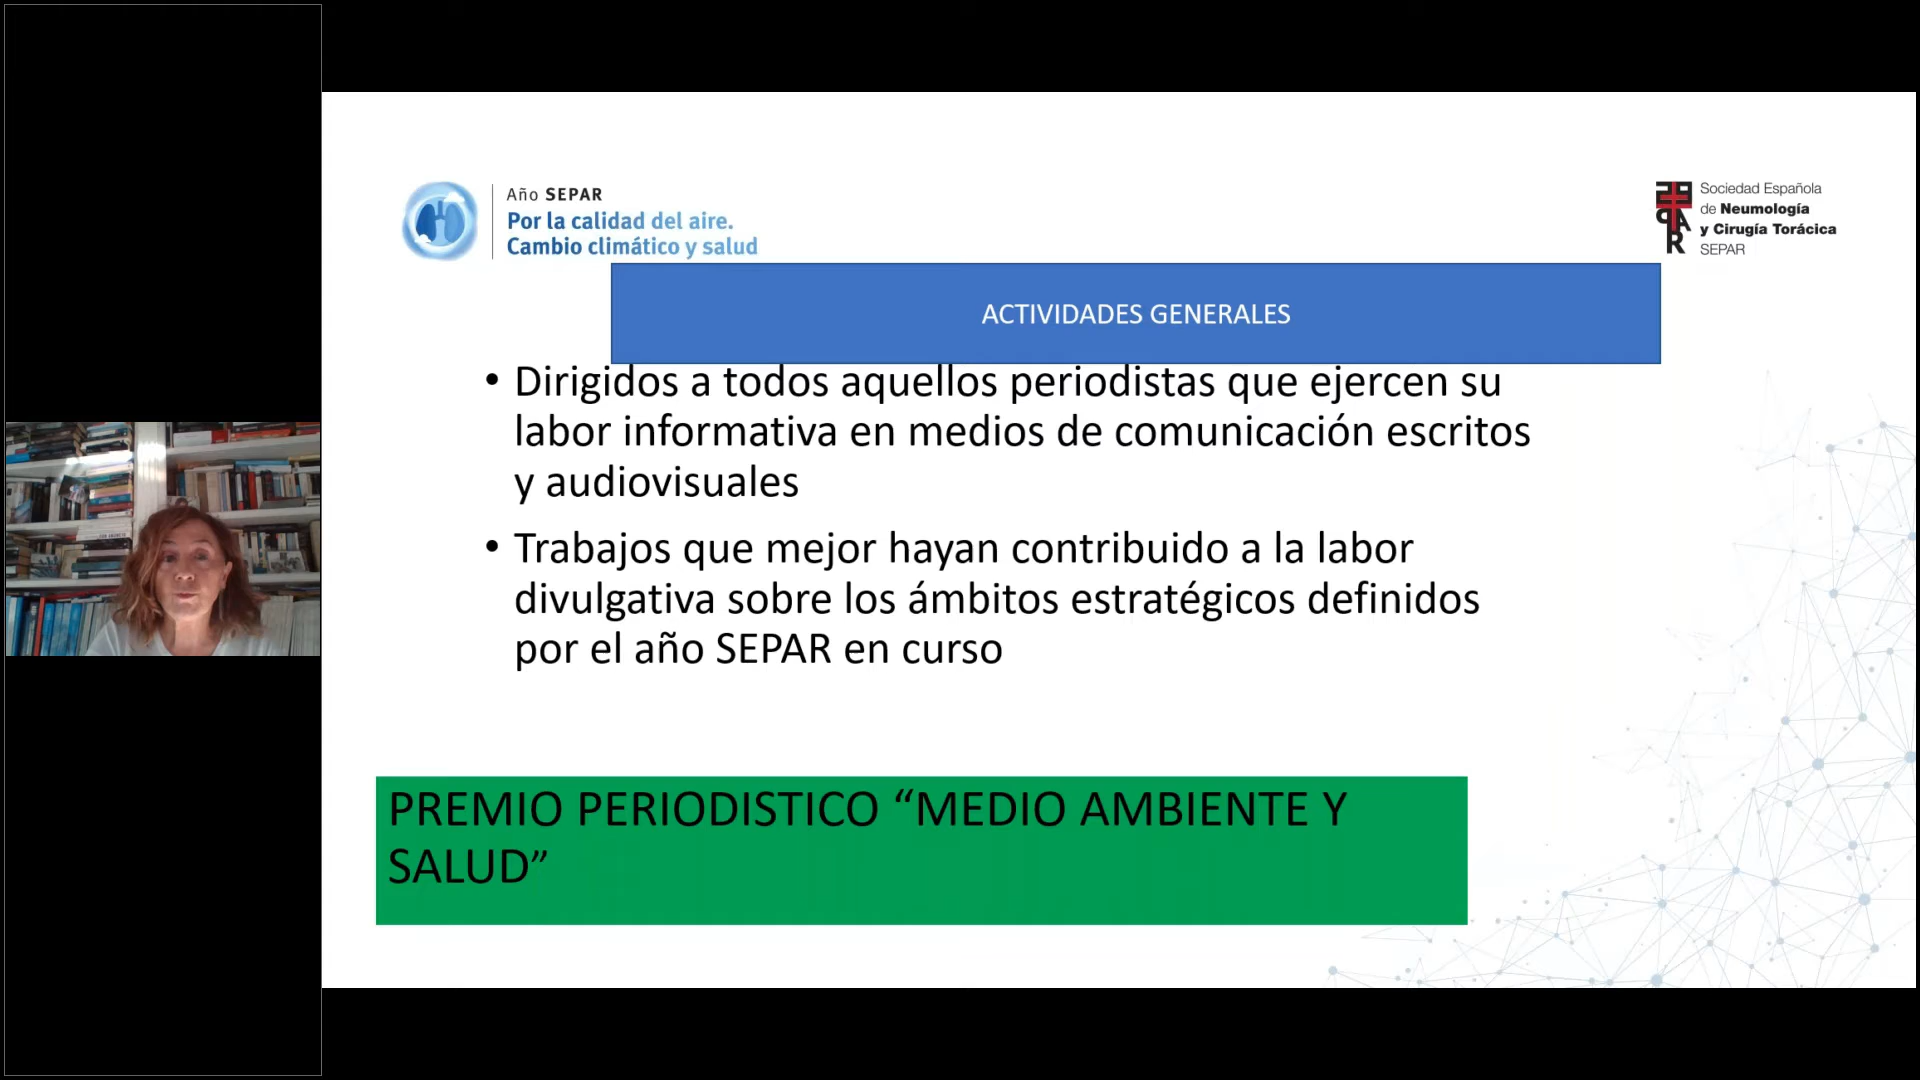 Año SEPAR
Por la calidad del aire.
Cambio climático y salud
Sociedad Española
de Neumología
y Cirugía Torácica
SEPAR
ACTIVIDADES GENERALES
• Dirigidos a todos aquellos periodistas que ejercen su
labor informativa en medios de comunicación escritos
y audiovisuales
• Trabajos que mejor hayan contribuido a la labor
divulgativa sobre los ámbitos estratégicos definidos
por el año SEPAR en curso
PREMIO PERIODISTICO “MEDIO AMBIENTE Y
SALUD”